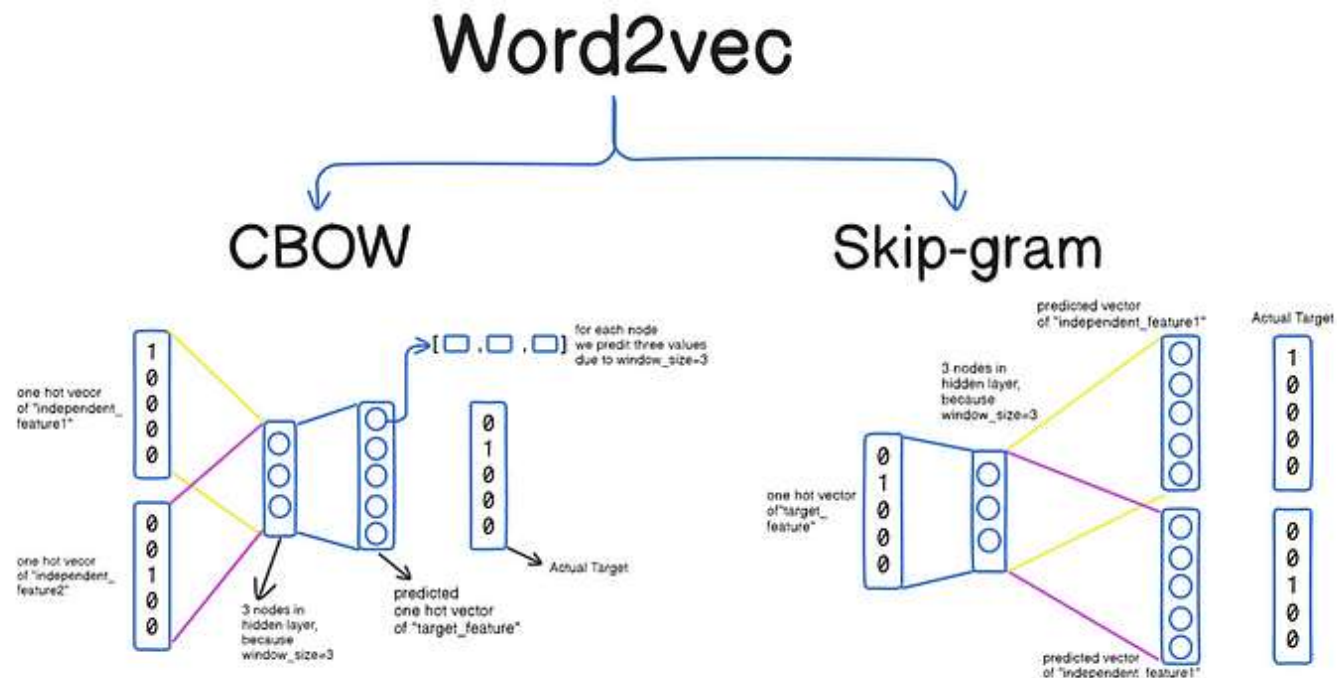 Word2vec
CBOW
Skip-gram
one hot vecor
of "independent_
feature1"
1
0
0
0
0
one hot vecor
of "independent_
feature2"
0
0
1
0
0
3 nodes in
hidden layer,
because
window_size=3
[ , , ]
for each node
we predit three values
due to window_size=3
predicted
one hot vector
of "target_feature"
0
1
0
0
0
Actual Target
one hot vector
of"target_
feature"
0
1
0
0
0
3 nodes in
hidden layer,
because
window_size=3
predicted vector
of "independent_feature1"
Actual Target
1
0
0
0
0
predicted vector
of "independent_feature1"
0
0
1
0
0